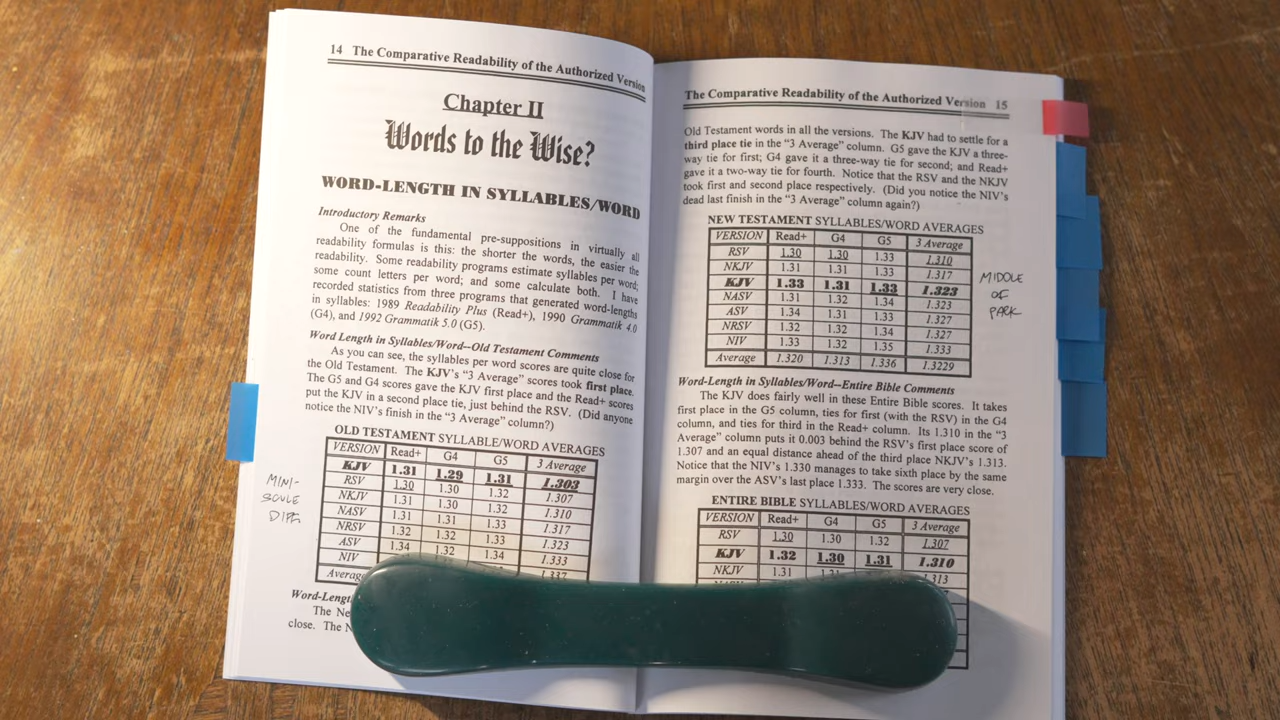 14 The Comparative Readability of the Authorized Version
Chapter II
Words to the Wise?
WORD-LENGTH IN SYLLABLES/WORD
Introductory Remarks
One of the fundamental pre-suppositions in virtually all
readability formulas is this: the shorter the words, the easier the
readability. Some readability programs estimate syllables per word;
some count letters per word; and some calculate both. I have
recorded statistics from three programs that generated word-lengths
in syllables: 1989 Readability Plus (Read+), 1990 Grammatik 4.0
(G4), and 1992 Grammatik 5.0 (G5).
Word Length in Syllables/Word--Old Testament Comments
As you can see, the syllables per word scores are quite close for
the Old Testament. The KJV's "3 Average" scores took first place.
The G5 and G4 scores gave the KJV first place and the Read+ scores
put the KJV in a second place tie, just behind the RSV. (Did anyone
notice the NIV's finish in the "3 Average" column?)
OLD TESTAMENT SYLLABLE/WORD AVERAGES
VERSION Read+ G4 G5 3 Average
KJV 1.31 1.29 1.31 1.303
RSV 1.30 1.30 1.32 1.307
NKJV 1.31 1.30 1.32 1.310
NASV 1.31 1.31 1.33 1.317
NRSV 1.32 1.32 1.33 1.323
ASV 1.34 1.32 1.34 1.333
NIV
Average 1.337
MINI-
SCULE
DIFF.
Word-Leng
The Ne
close. The N
The Comparative Readability of the Authorized Version 15
Old Testament words in all the versions. The KJV had to settle for a
third place tie in the "3 Average" column. G5 gave the KJV a three-
way tie for first; G4 gave it a three-way tie for second; and Read+
gave it a two-way tie for fourth. Notice that the RSV and the NKJV
took first and second place respectively. (Did you notice the NIV's
dead last finish in the "3 Average" column again?)
NEW TESTAMENT SYLLABLES/WORD AVERAGES
VERSION Read+ G4 G5 3 Average
RSV 1.30 1.30 1.33 1.310
NKJV 1.31 1.31 1.33 1.317
KJV 1.33 1.31 1.33 1.323
NASV 1.31 1.32 1.34 1.323
ASV 1.34 1.31 1.33 1.327
NRSV 1.32 1.32 1.34 1.327
NIV 1.33 1.32 1.35 1.333
Average 1.320 1.313 1.336 1.3229
MIDDLE
OF
PACK
Word-Length in Syllables/Word--Entire Bible Comments
The KJV does fairly well in these Entire Bible scores. It takes
first place in the G5 column, ties for first (with the RSV) in the G4
column, and ties for third in the Read+ column. Its 1.310 in the "3
Average" column puts it 0.003 behind the RSV's first place score of
1.307 and an equal distance ahead of the third place NKJV's 1.313.
Notice that the NIV's 1.330 manages to take sixth place by the same
margin over the ASV's last place 1.333. The scores are very close.
ENTIRE BIBLE SYLLABLES/WORD AVERAGES
VERSION Read+ G4 G5 3 Average
RSV 1.30 1.30 1.32 1.307
KJV 1.32 1.30 1.31 1.310
NKJV 1.31 1.313